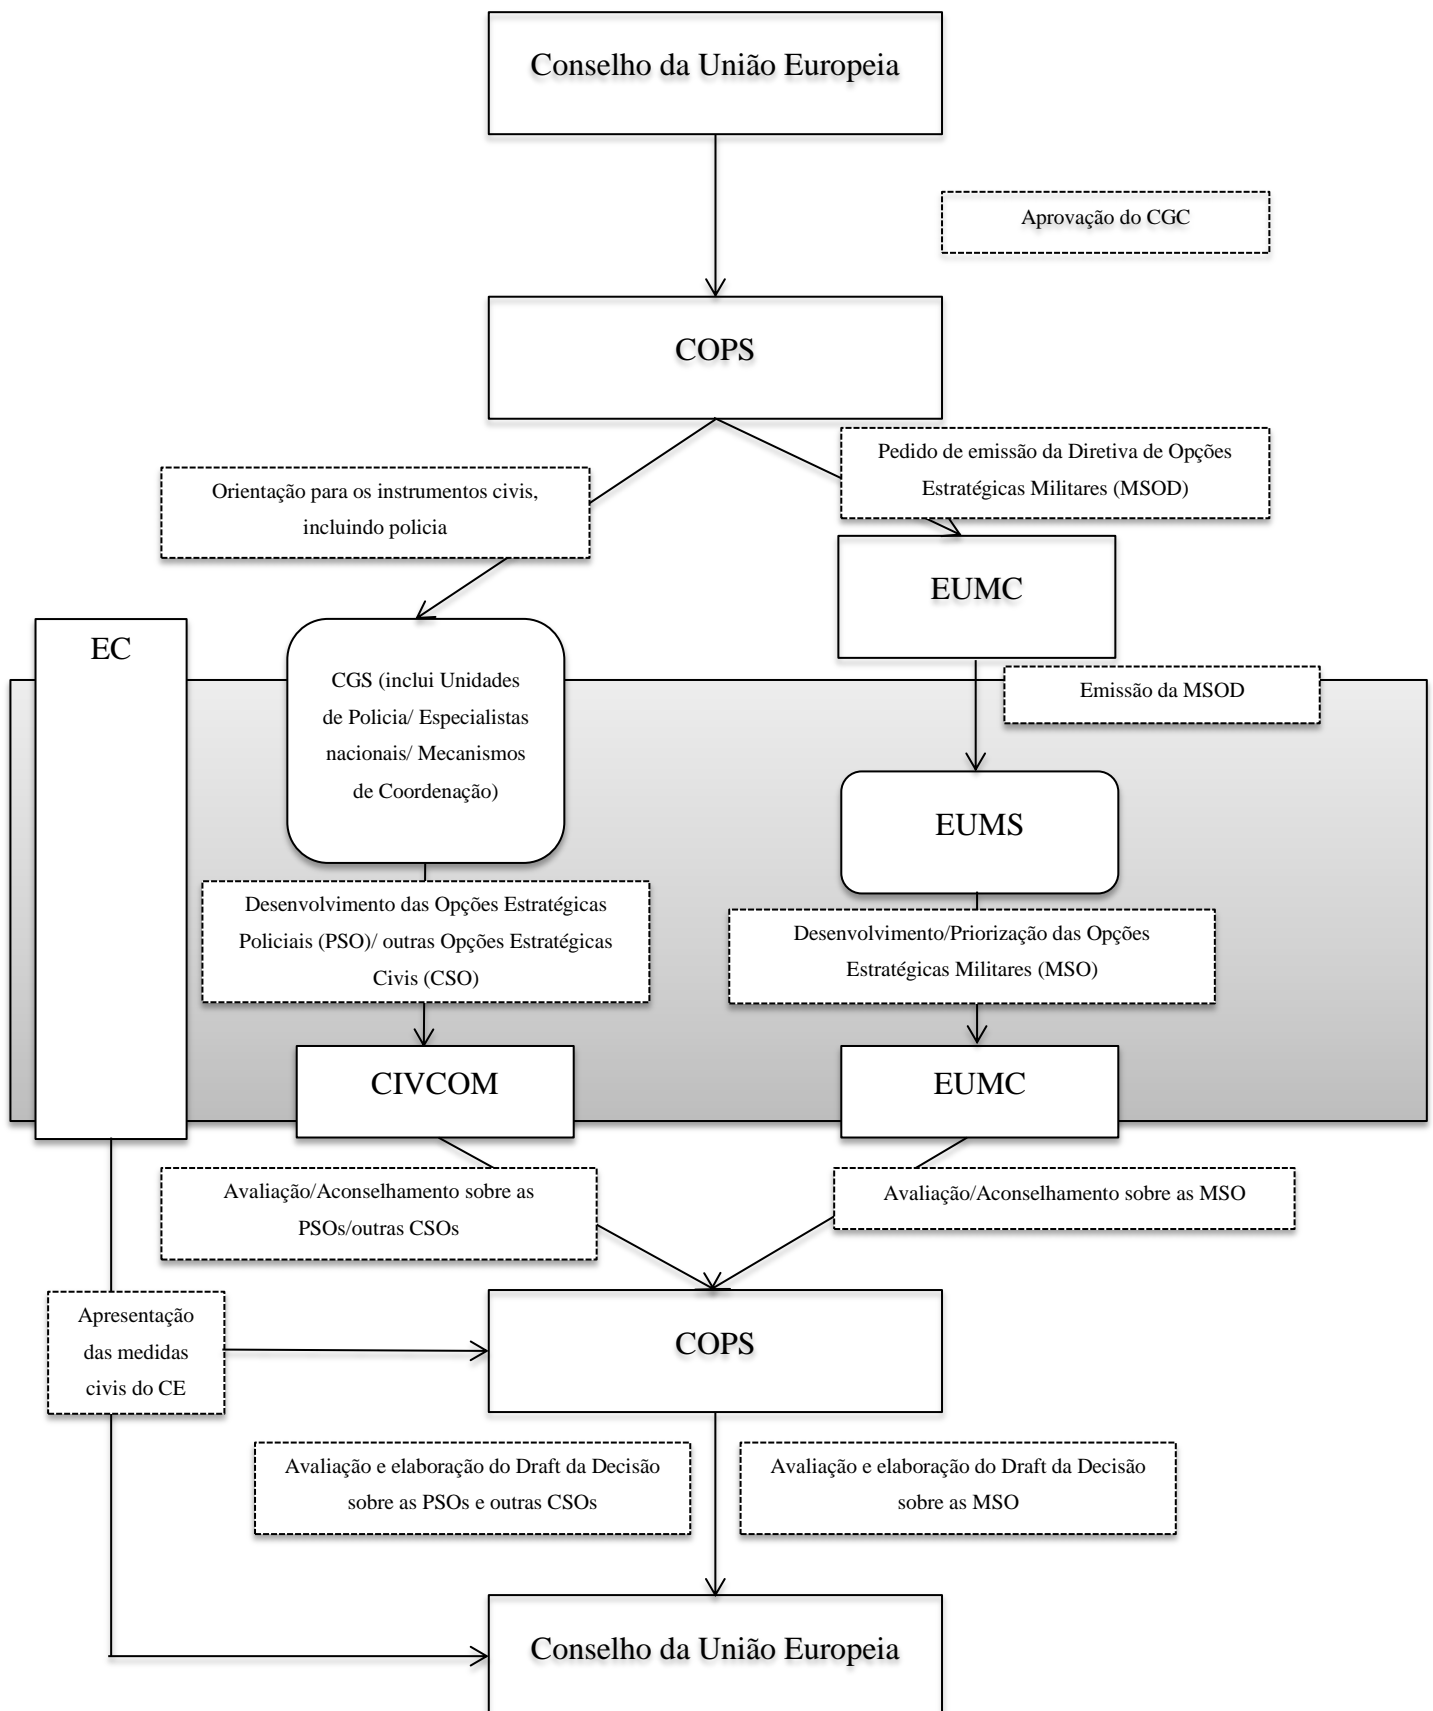 Conselho da União Europeia
Aprovação do CGC
COPS
Pedido de emissão da Diretiva de Opções
Estratégicas Militares (MSOD)
Orientação para os instrumentos civis,
incluindo policia
EUMC
EC
CGS (inclui Unidades
de Policia/ Especialistas
nacionais/ Mecanismos
de Coordenação)
Emissão da MSOD
EUMS
Desenvolvimento das Opções Estratégicas
Policiais (PSO)/ outras Opções Estratégicas
Civis (CSO)
Desenvolvimento/Priorização das Opções
Estratégicas Militares (MSO)
CIVCOM
EUMC
Avaliação/Aconselhamento sobre as
PSOs/outras CSOs
Avaliação/Aconselhamento sobre as MSO
Apresentação
das medidas
civis do CE
COPS
Avaliação e elaboração do Draft da Decisão
sobre as PSOs e outras CSOs
Avaliação e elaboração do Draft da Decisão
sobre as MSO
Conselho da União Europeia